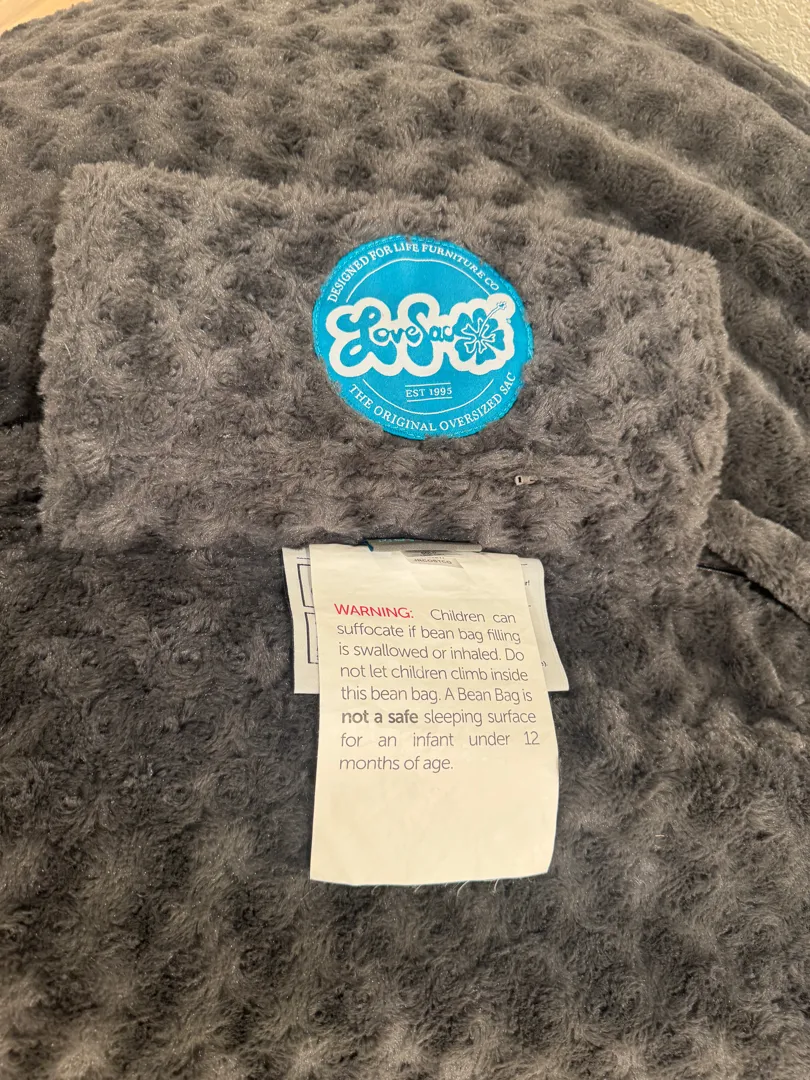 DESIGNED FOR LIFE FURNITURE CO
LoveSac
EST 1995
THE ORIGINAL OVERSIZED SAC
WARNING: Children can
suffocate if bean bag filling
is swallowed or inhaled. Do
not let children climb inside
this bean bag. A Bean Bag is
not a safe sleeping surface
for an infant under 12
months of age.